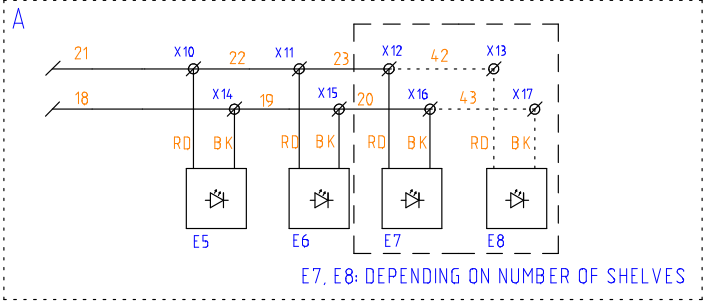 A
21 X10 22 X11 23 X12 42 X13
18 X14 19 X15 20 X16 43 X17
RD BK RD BK RD BK RD BK
E5 E6 E7 E8
E7, E8: DEPENDING ON NUMBER OF SHELVES